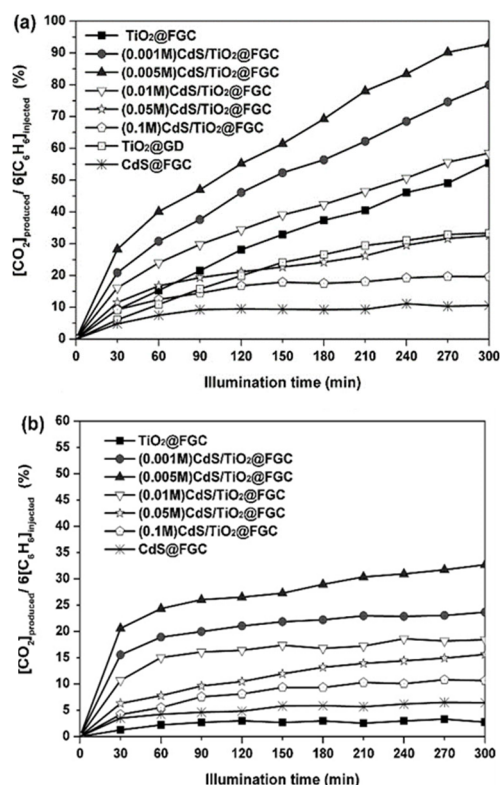 (a)
TiO₂@FGC
(0.001M)CdS/TiO₂@FGC
(0.005M)CdS/TiO₂@FGC
(0.01M)CdS/TiO₂@FGC
(0.05M)CdS/TiO₂@FGC
(0.1M)CdS/TiO₂@FGC
TiO₂@GD
CdS@FGC
[CO₂]produced/ 6[C₆H₆]injected (%)
100
90
80
70
60
50
40
30
20
10
0
0 30 60 90 120 150 180 210 240 270 300
Illumination time (min)
(b)
TiO₂@FGC
(0.001M)CdS/TiO₂@FGC
(0.005M)CdS/TiO₂@FGC
(0.01M)CdS/TiO₂@FGC
(0.05M)CdS/TiO₂@FGC
(0.1M)CdS/TiO₂@FGC
CdS@FGC
[CO₂]produced/ 6[C₆H₆]injected (%)
60
55
50
45
40
35
30
25
20
15
10
5
0
0 30 60 90 120 150 180 210 240 270 300
Illumination time (min)